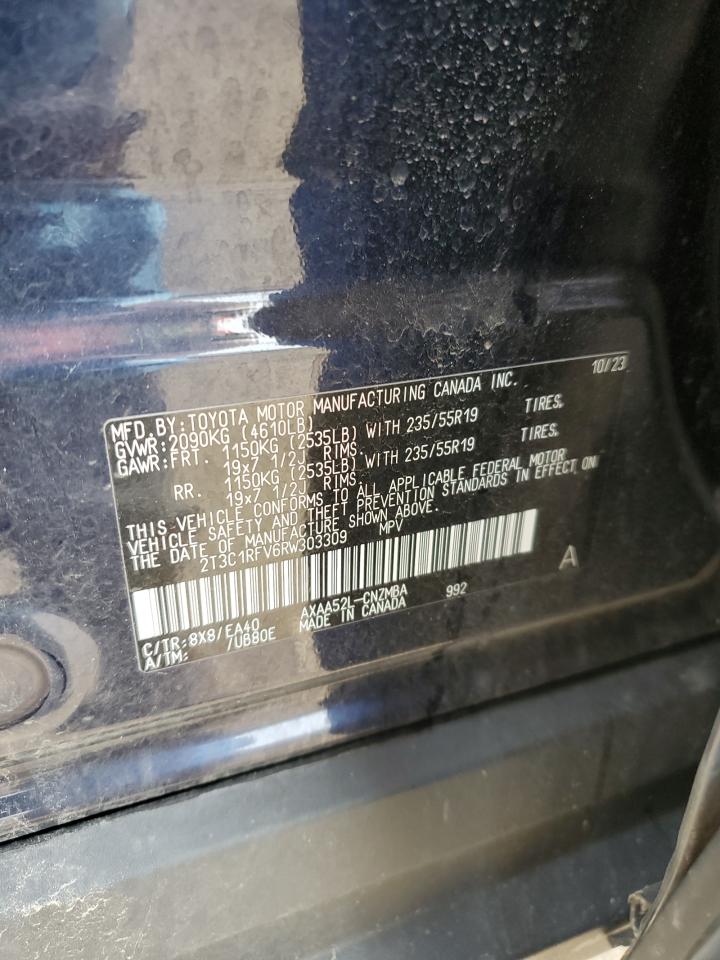 MFD. BY: TOYOTA MOTOR MANUFACTURING CANADA INC. 10/23
GVWR: 2090KG (4610LB)
GAWR: FRT. 1150KG (2535LB) WITH 235/55R19 TIRES,
19x7 1/2J RIMS.
RR. 1150KG (2535LB) WITH 235/55R19 TIRES,
19x7 1/2J RIMS.
THIS VEHICLE CONFORMS TO ALL APPLICABLE FEDERAL MOTOR
VEHICLE SAFETY AND THEFT PREVENTION STANDARDS IN EFFECT ON
THE DATE OF MANUFACTURE SHOWN ABOVE.
2T3C1RFV6RW303309 MPV
A
C/TR: 8X8/EA40 AXAA52L-CNZMBA 992
A/TM: /UB80E MADE IN CANADA